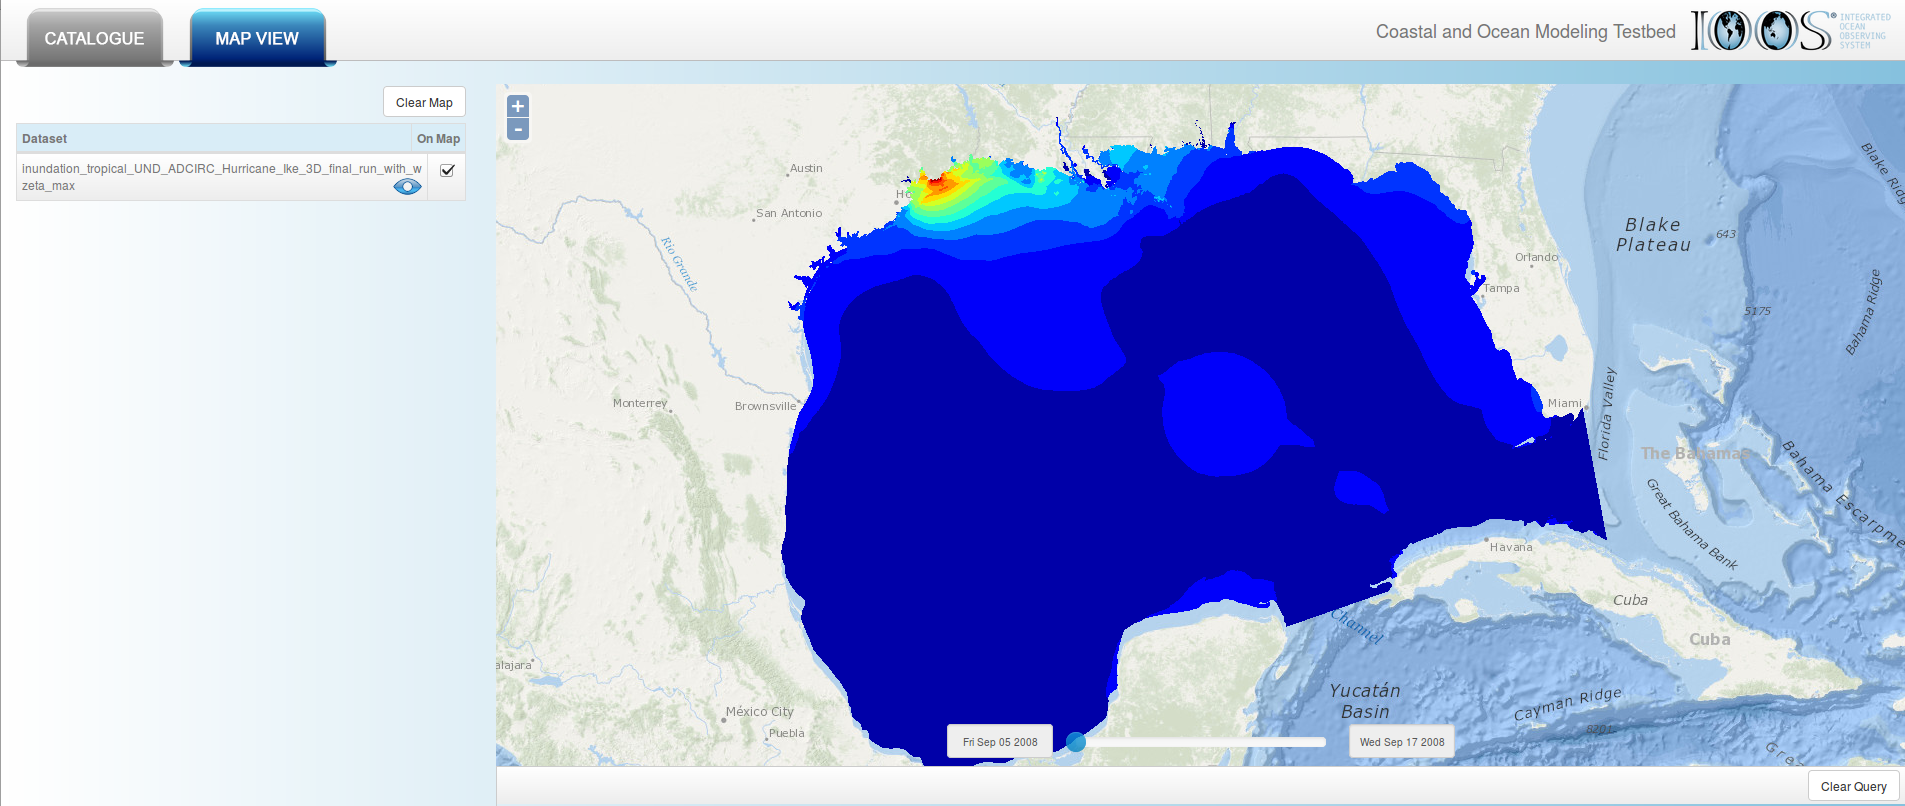 CATALOGUE
MAP VIEW
Coastal and Ocean Modeling Testbed
IOOS®
INTEGRATED
OCEAN
OBSERVING
SYSTEM
Clear Map
Dataset
On Map
inundation_tropical_UND_ADCIRC_Hurricane_Ike_3D_final_run_with_w
zeta_max
+
-
Austin
Ho
San Antonio
Rio Grande
Monterrey
Brownsville
alajara
México City
Puebla
Blake
Plateau
643
Blake Ridg
Orlando
Tampa
5175
Bahama Ridge
Miami
Florida Valley
The Bahamas
Great Bahama Bank
Bahama Escarpme
Havana
Cuba
Cuba
Channel
Yucatán
Basin
Cayman Ridge
8201
Grea
Fri Sep 05 2008
Wed Sep 17 2008
Clear Query